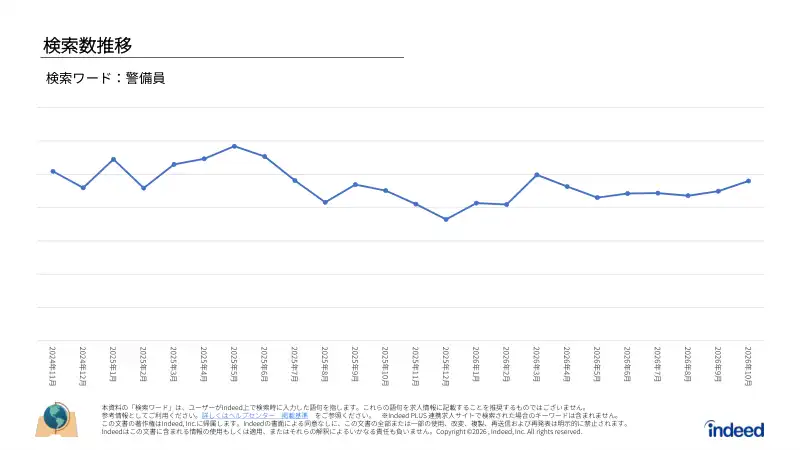 検索数推移
検索ワード：警備員
2024年11月
2024年12月
2025年1月
2025年2月
2025年3月
2025年4月
2025年5月
2025年6月
2025年7月
2025年8月
2025年9月
2025年10月
2025年11月
2025年12月
2026年1月
2026年2月
2026年3月
2026年4月
2026年5月
2026年6月
2026年7月
2026年8月
2026年9月
2026年10月
本資料の「検索ワード」は、ユーザーがIndeed上で検索時に入力した語句を指します。これらの語句を求人情報に記載することを推奨するものではございません。
参考情報としてご利用ください。詳しくはヘルプセンター 掲載基準 をご参照ください。 ※Indeed PLUS 連携求人サイトで検索された場合のキーワードは含まれません。
この文書の著作権はIndeed, Inc.に帰属します。Indeedの書面による同意なしに、この文書の全部または一部の使用、改変、複製、再送信および再発表は明示的に禁止されます。
Indeedはこの文書に含まれる情報の使用もしくは適用、またはそれらの解釈によるいかなる責任も負いません。Copyright ©2026 , Indeed, Inc. All rights reserved.
indeed